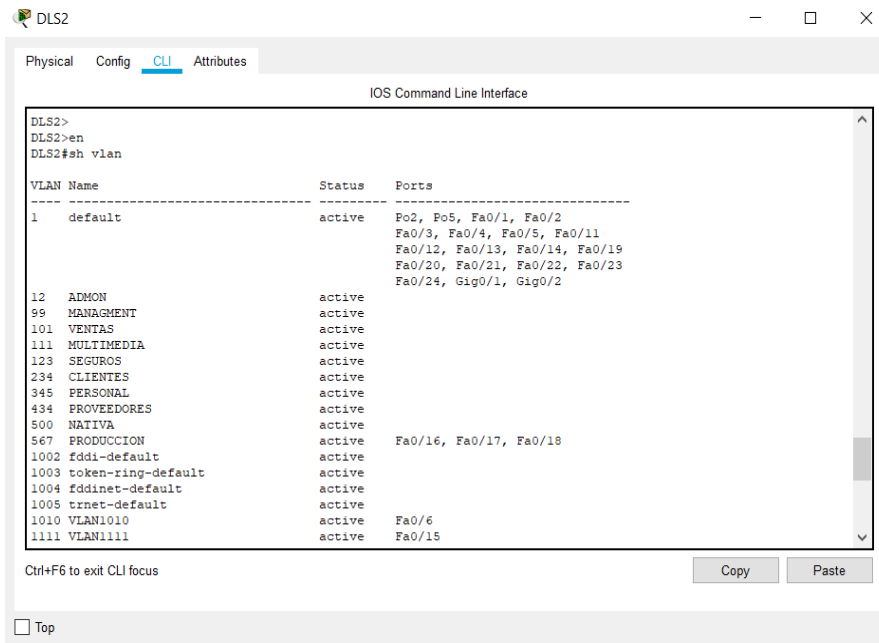 DLS2
Physical Config CLI Attributes
IOS Command Line Interface
DLS2>
DLS2>en
DLS2#sh vlan
VLAN Name                             Status    Ports
---- -------------------------------- --------- -------------------------------
1    default                          active    Po2, Po5, Fa0/1, Fa0/2
                                                Fa0/3, Fa0/4, Fa0/5, Fa0/11
                                                Fa0/12, Fa0/13, Fa0/14, Fa0/19
                                                Fa0/20, Fa0/21, Fa0/22, Fa0/23
                                                Fa0/24, Gig0/1, Gig0/2
12   ADMON                            active
99   MANAGMENT                        active
101  VENTAS                           active
111  MULTIMEDIA                       active
123  SEGUROS                          active
234  CLIENTES                         active
345  PERSONAL                         active
434  PROVEEDORES                      active
500  NATIVA                           active
567  PRODUCCION                       active    Fa0/16, Fa0/17, Fa0/18
1002 fddi-default                     active
1003 token-ring-default               active
1004 fddinet-default                  active
1005 trnet-default                    active
1010 VLAN1010                         active    Fa0/6
1111 VLAN1111                         active    Fa0/15
Ctrl+F6 to exit CLI focus
Copy Paste
Top